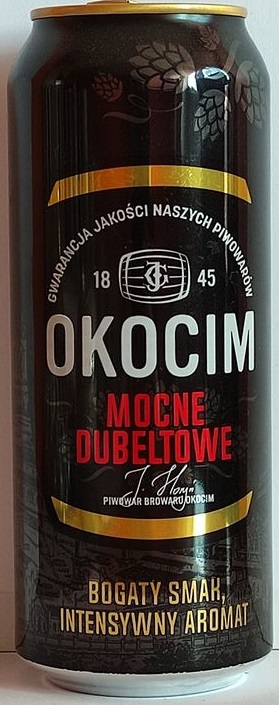 GWARANCJA JAKOŚCI NASZYCH PIWOWARÓW
18 45
OKOCIM
MOCNE
DUBELTOWE
PIWOWAR BROWARU OKOCIM
BOGATY SMAK,
INTENSYWNY AROMAT